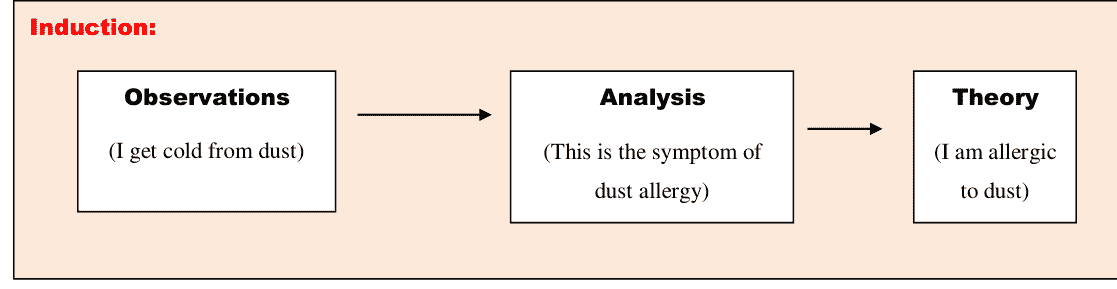 Induction:
Observations
(I get cold from dust)
Analysis
(This is the symptom of
dust allergy)
Theory
(I am allergic
to dust)